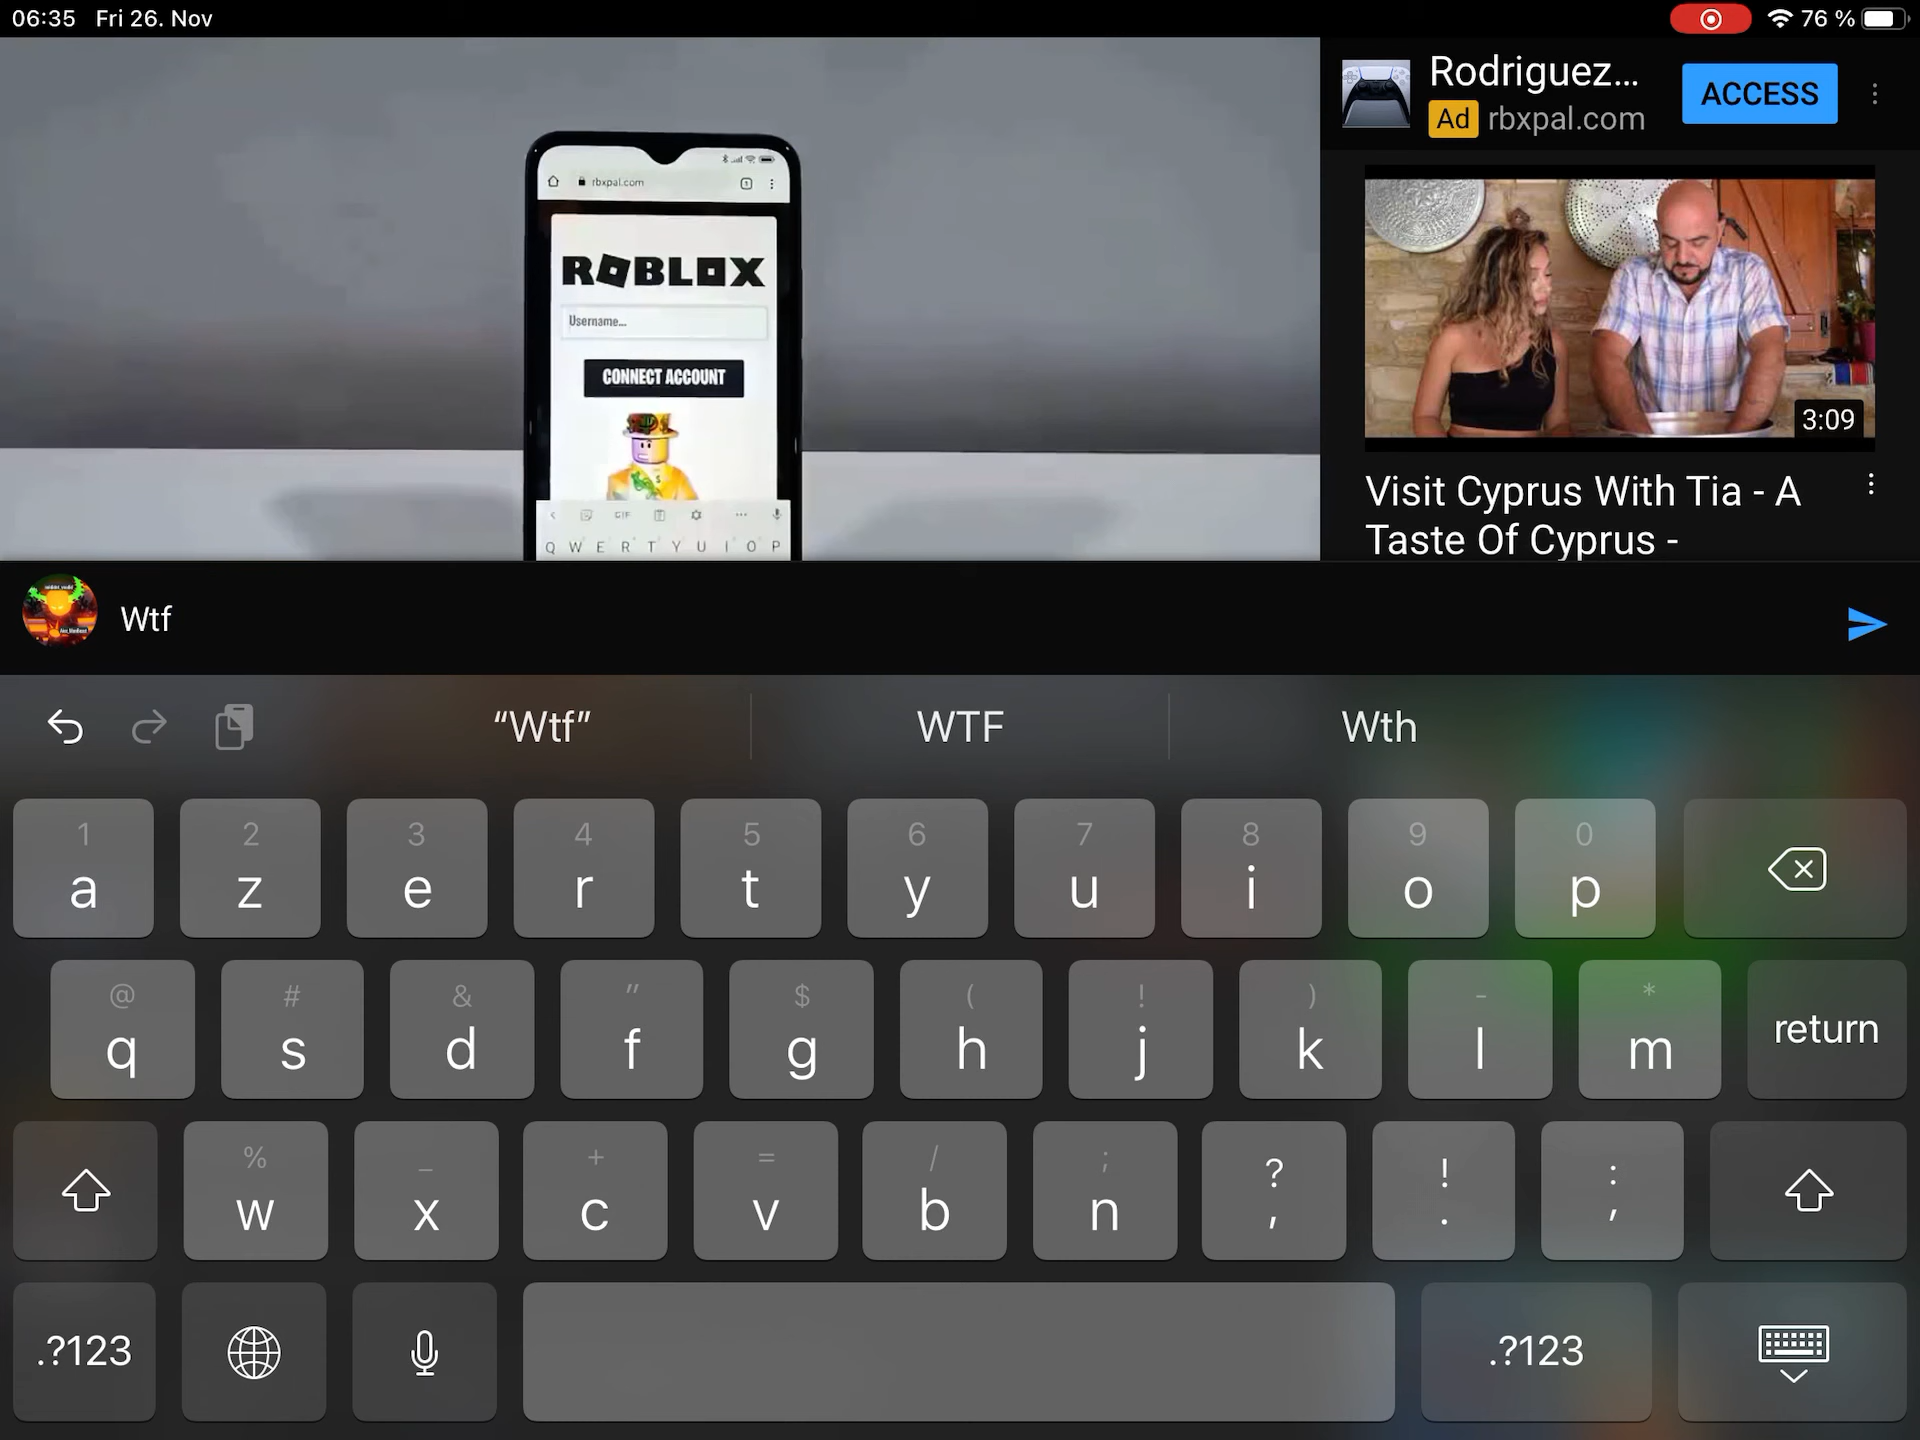 06:35 Fri 26. Nov
76 %
rbxpal.com
ROBLOX
Username...
CONNECT ACCOUNT
GIF
Q W E R T Y U I O P
Rodriguez...
Ad rbxpal.com
ACCESS
3:09
Visit Cyprus With Tia - A
Taste Of Cyprus -
Wtf
“Wtf” WTF Wth
1 2 3 4 5 6 7 8 9 0
a z e r t y u i o p
@ # & " $ ( ! ) - *
q s d f g h j k l m return
% _ + = / ; ? ! :
w x c v b n , . ,
.?123 .?123